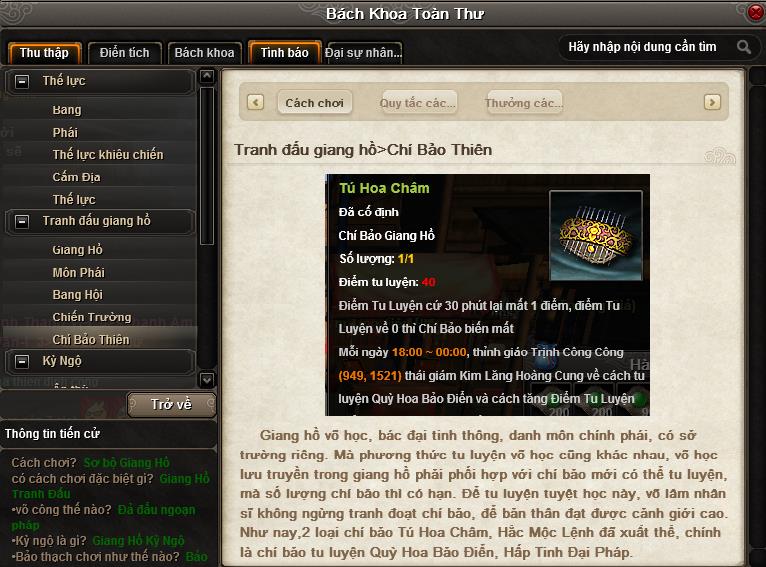 Bách Khoa Toàn Thư
Thu thập
Điển tích
Bách khoa
Tình báo
Đại sự nhân...
Hãy nhập nội dung cần tìm
Thế lực
Bang
Phái
Thế lực khiêu chiến
Cấm Địa
Thế lực
Tranh đấu giang hồ
Giang Hồ
Môn Phái
Bang Hội
Chiến Trường
Chí Bảo Thiên
Kỳ Ngộ
Trở về
Thông tin tiến cử
Cách chơi? Sơ bộ Giang Hồ
có cách chơi đặc biệt gì? Giang Hồ
Tranh Đấu
•võ công thế nào? Đả đấu ngoạn
pháp
•Kỳ ngộ là gì? Giang Hồ Kỳ Ngộ
•Bảo thạch chơi như thế nào? Bảo
Cách chơi
Quy tắc các...
Thưởng các...
Tranh đấu giang hồ>Chí Bảo Thiên
Tú Hoa Châm
Đã cố định
Chí Bảo Giang Hồ
Số lượng: 1/1
Điểm tu luyện: 40
Điểm Tu Luyện cứ 30 phút lại mất 1 điểm, điểm Tu
Luyện về 0 thì Chí Bảo biến mất
Mỗi ngày 18:00 ~ 00:00, thỉnh giáo Trịnh Công Công
(949, 1521) thái giám Kim Lăng Hoàng Cung về cách tu
luyện Quỳ Hoa Bảo Điển và cách tăng Điểm Tu Luyện
200
200
Giang hồ võ học, bác đại tinh thông, danh môn chính phái, có sở
trường riêng. Mà phương thức tu luyện võ học cũng khác nhau, võ học
lưu truyền trong giang hồ phải phối hợp với chí bảo mới có thể tu luyện,
mà số lượng chí bảo thì có hạn. Để tu luyện tuyệt học này, võ lâm nhân
sĩ không ngừng tranh đoạt chí bảo, để bản thân đạt được cảnh giới cao.
Như nay,2 loại chí bảo Tú Hoa Châm, Hắc Mộc Lệnh đã xuất thế, chính
là chí bảo tu luyện Quỳ Hoa Bảo Điển, Hấp Tinh Đại Pháp.